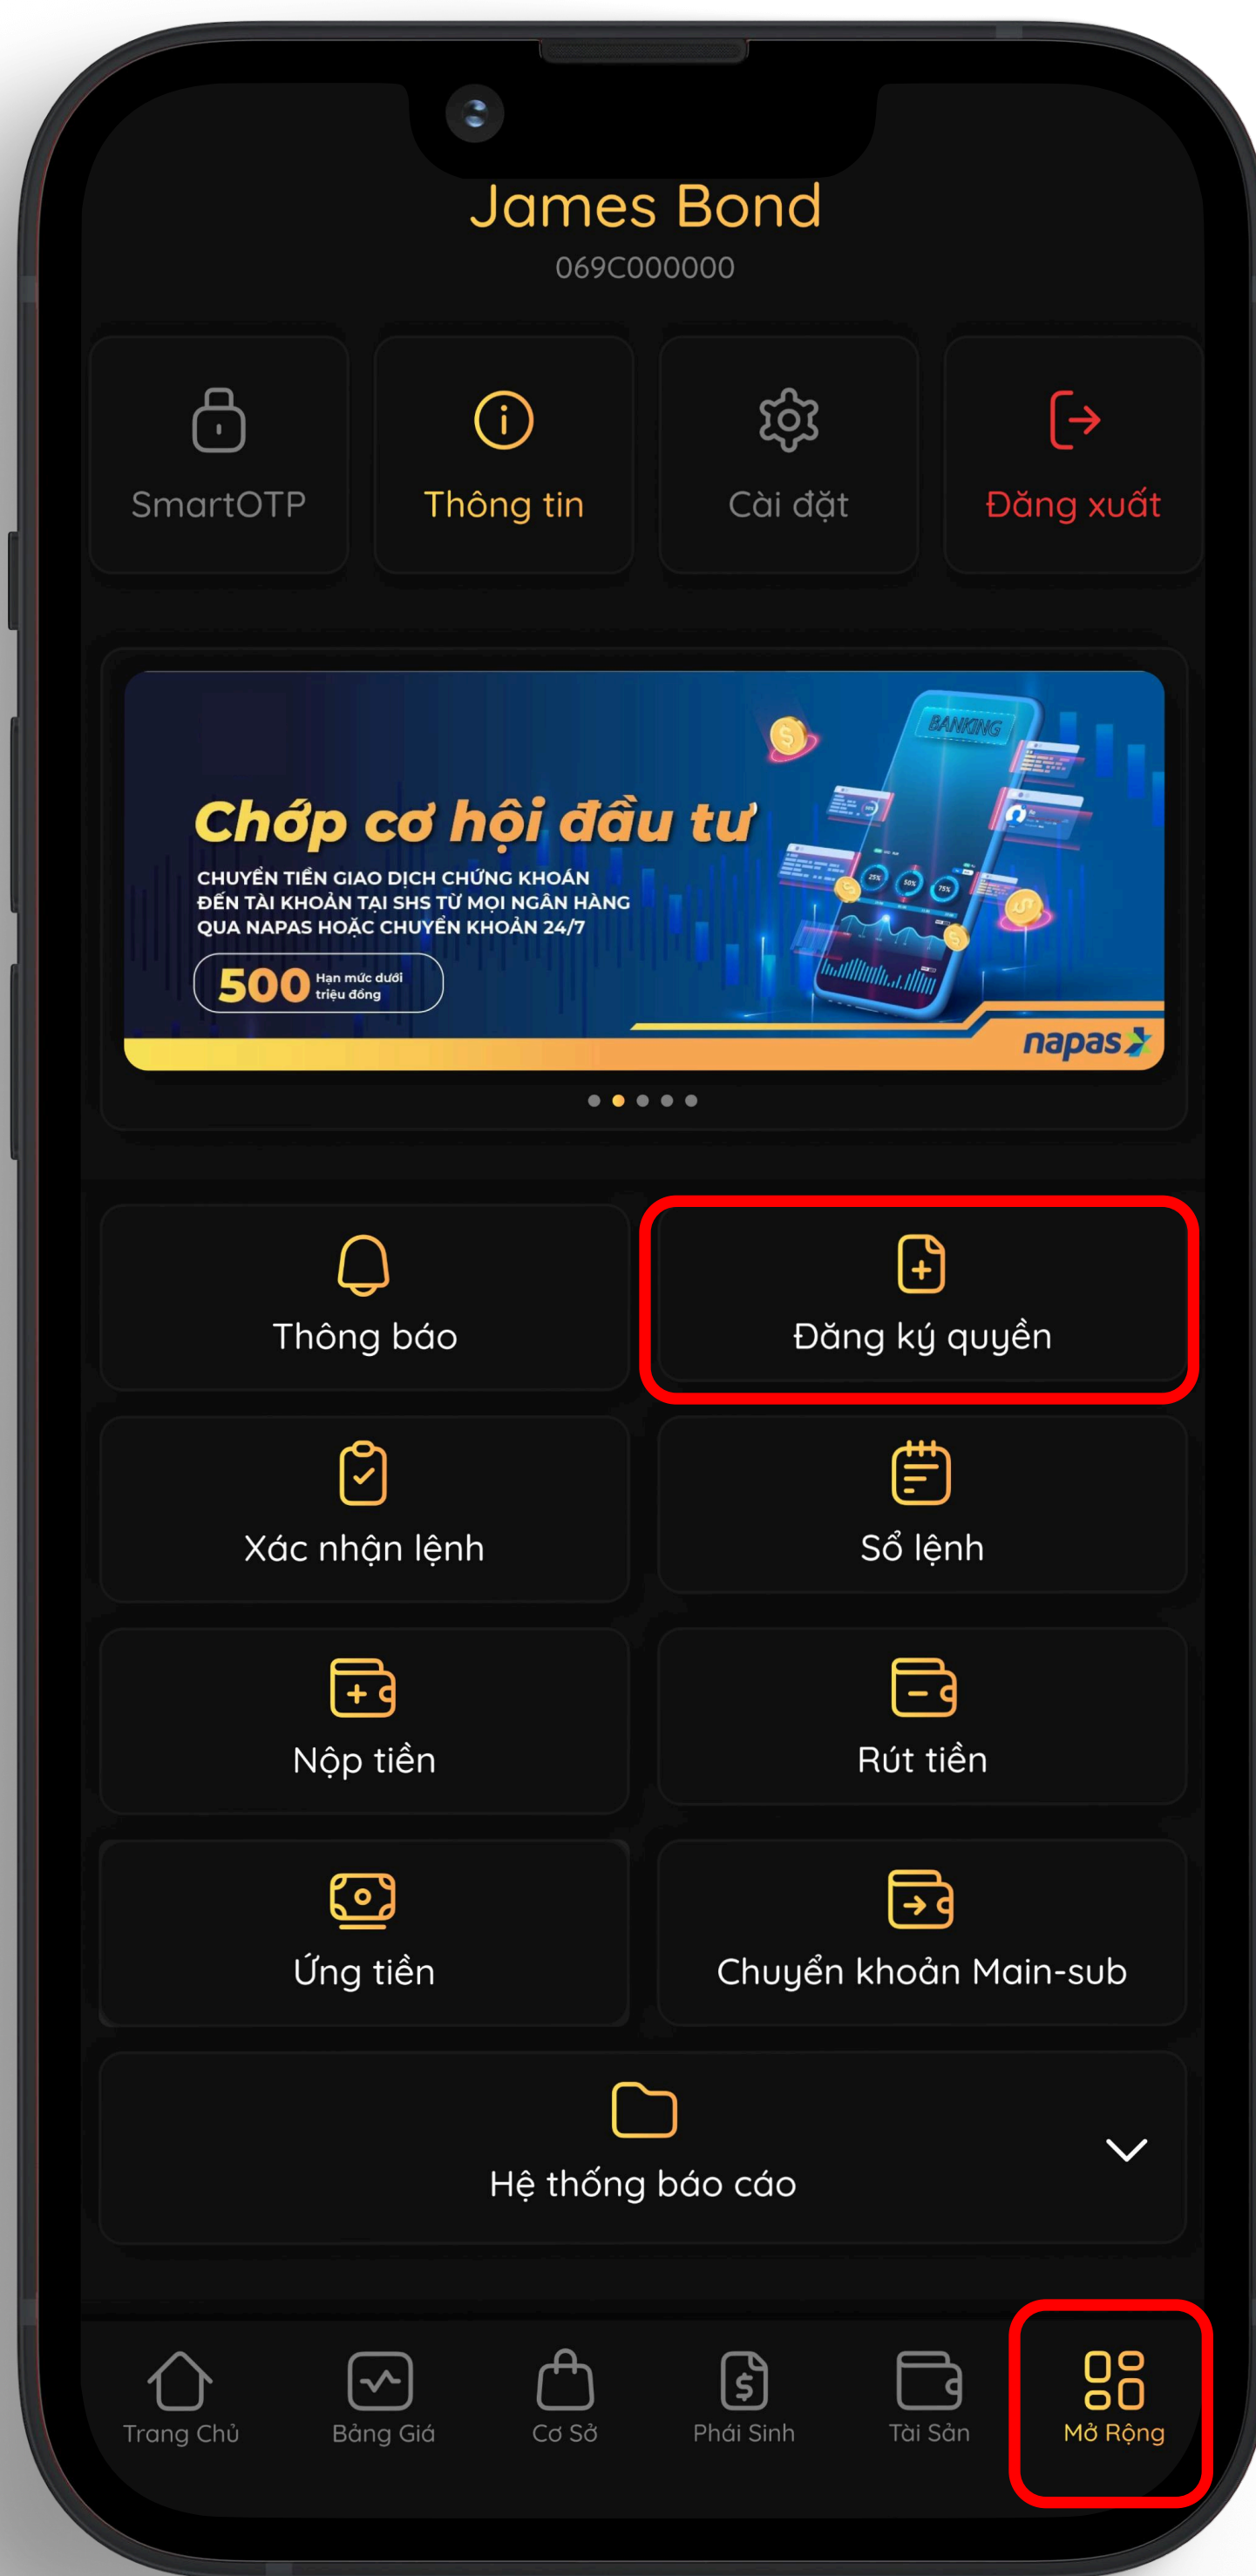 James Bond
069C000000
SmartOTP
Thông tin
Cài đặt
Đăng xuất
BANKING
Chớp cơ hội đầu tư
CHUYỂN TIỀN GIAO DỊCH CHỨNG KHOÁN
ĐẾN TÀI KHOẢN TẠI SHS TỪ MỌI NGÂN HÀNG
QUA NAPAS HOẶC CHUYỂN KHOẢN 24/7
25%
50%
75%
500 Hạn mức dưới
triệu đồng
napas
Thông báo
Đăng ký quyền
Xác nhận lệnh
Sổ lệnh
Nộp tiền
Rút tiền
Ứng tiền
Chuyển khoản Main-sub
Hệ thống báo cáo
Trang Chủ
Bảng Giá
Cơ Sở
Phái Sinh
Tài Sản
Mở Rộng